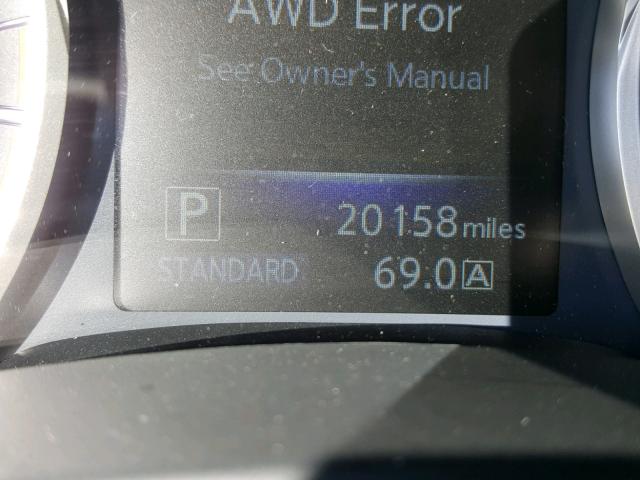 AWD Error
See Owner's Manual
P 20158 miles
STANDARD 69.0 A